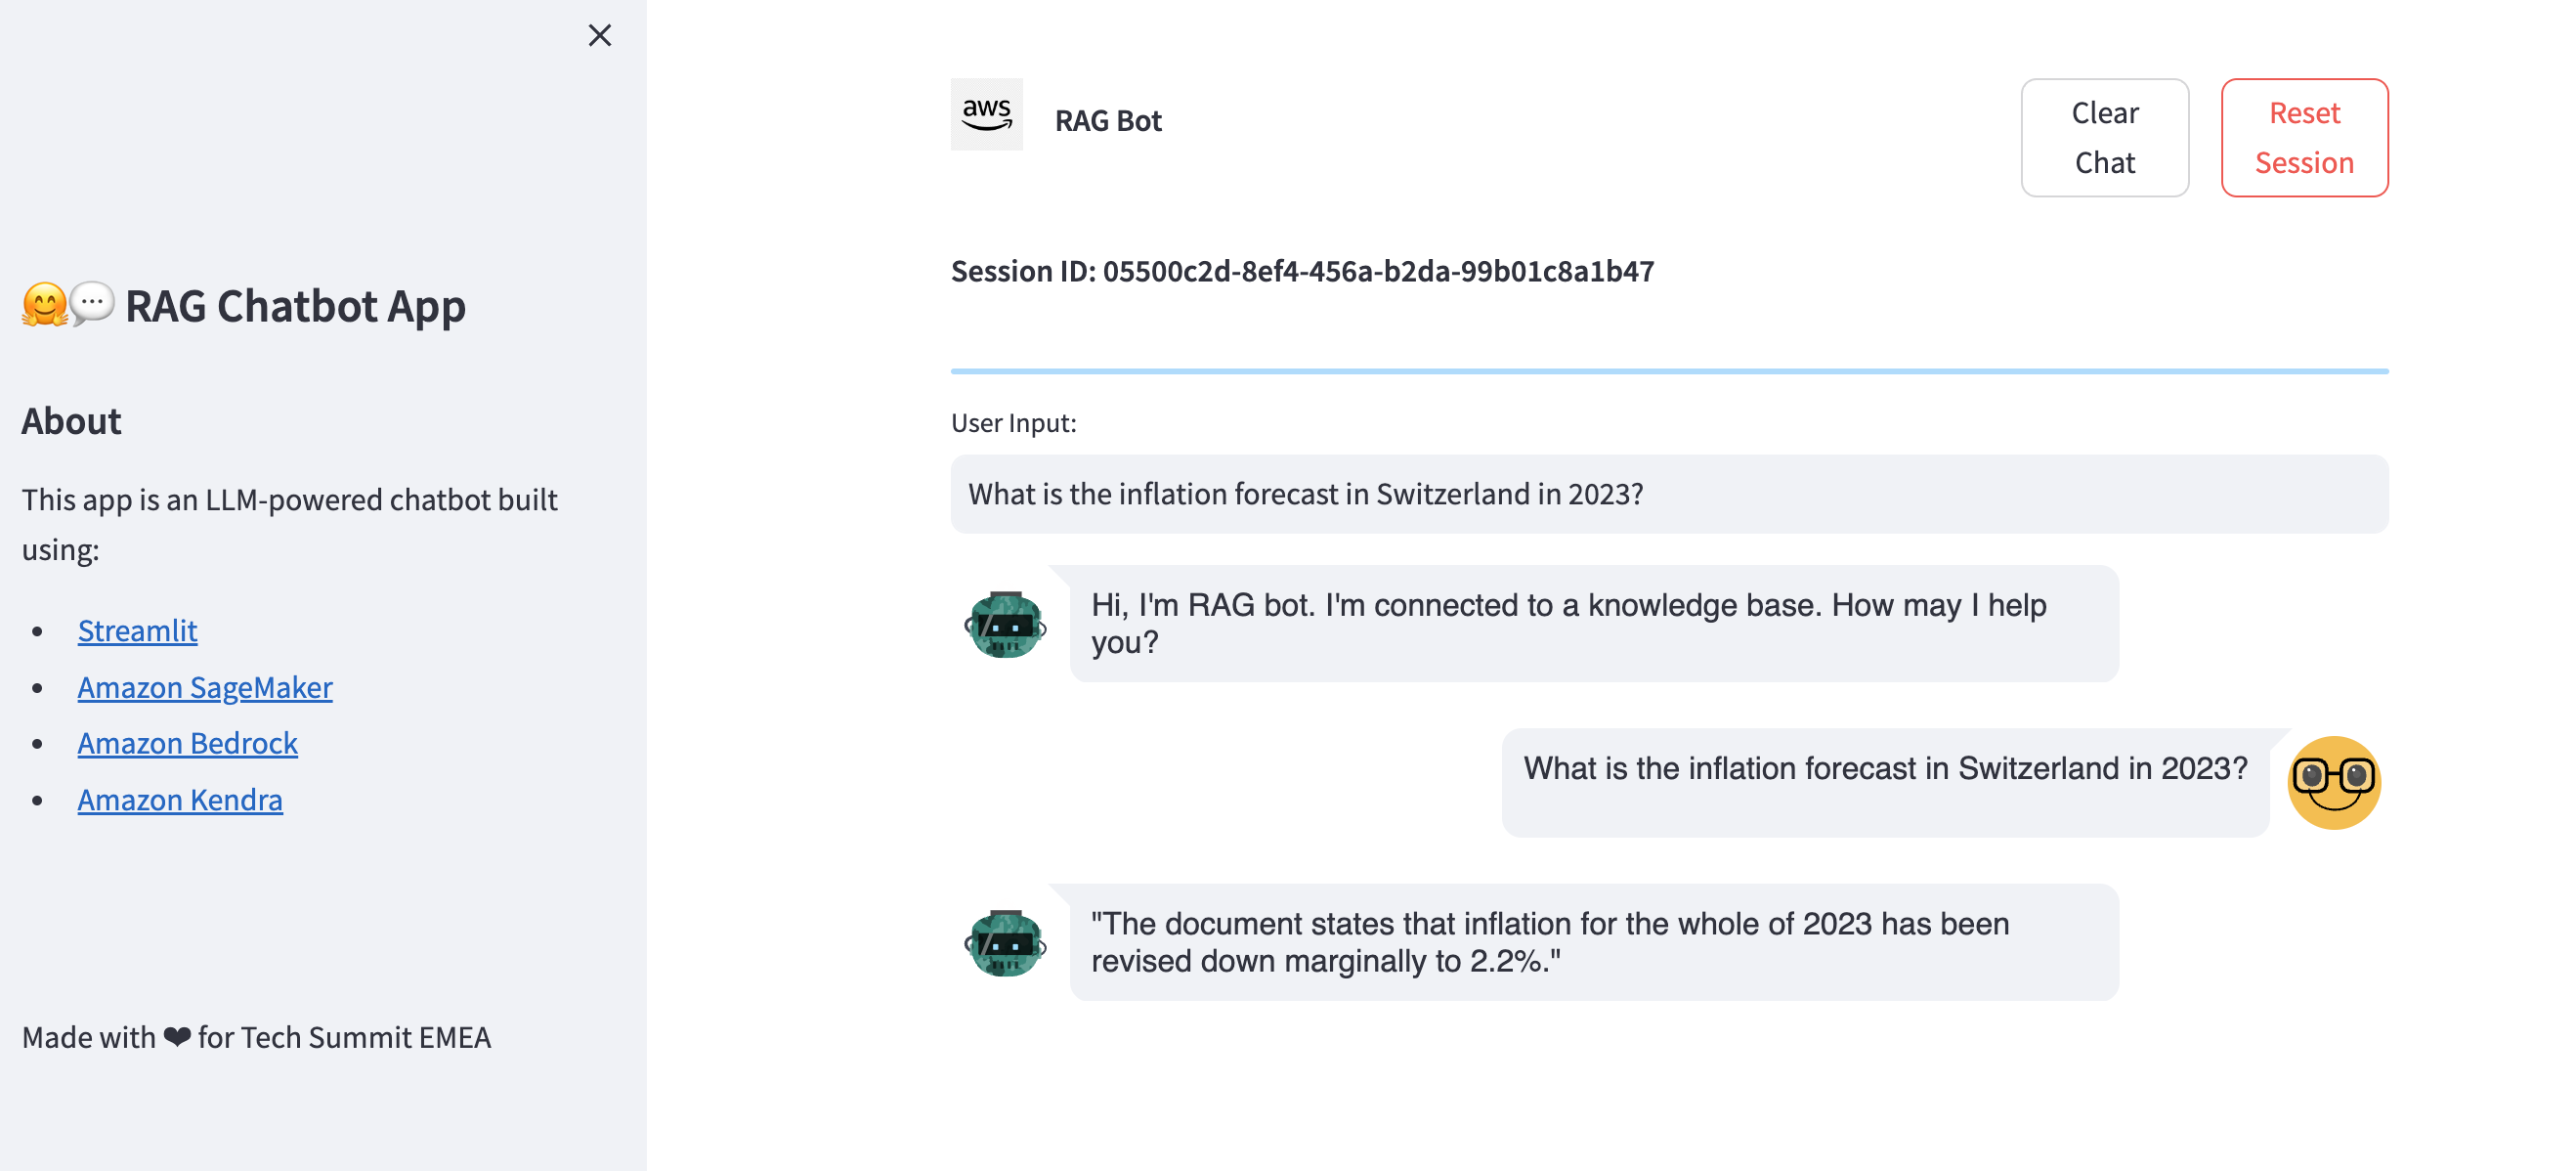 🤗💬 RAG Chatbot App
About
This app is an LLM-powered chatbot built
using:
• Streamlit
• Amazon SageMaker
• Amazon Bedrock
• Amazon Kendra
Made with ❤ for Tech Summit EMEA
aws
RAG Bot
Clear
Chat
Reset
Session
Session ID: 05500c2d-8ef4-456a-b2da-99b01c8a1b47
User Input:
What is the inflation forecast in Switzerland in 2023?
Hi, I'm RAG bot. I'm connected to a knowledge base. How may I help
you?
What is the inflation forecast in Switzerland in 2023?
"The document states that inflation for the whole of 2023 has been
revised down marginally to 2.2%."